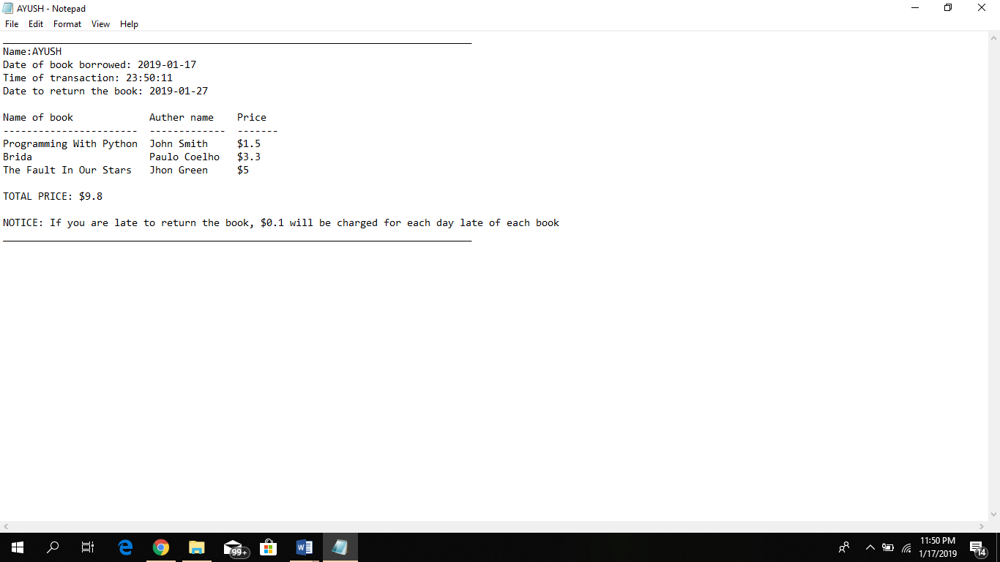 AYUSH - Notepad
File Edit Format View Help
Name:AYUSH
Date of book borrowed: 2019-01-17
Time of transaction: 23:50:11
Date to return the book: 2019-01-27
Name of book Auther name Price
----------------------- ------------- -------
Programming With Python John Smith $1.5
Brida Paulo Coelho $3.3
The Fault In Our Stars Jhon Green $5
TOTAL PRICE: $9.8
NOTICE: If you are late to return the book, $0.1 will be charged for each day late of each book
99+
11:50 PM
1/17/2019
14